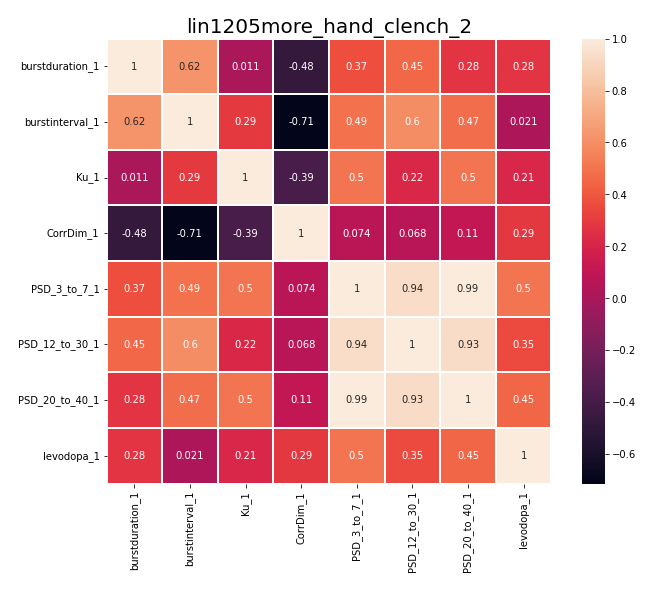 lin1205more_hand_clench_2
burstduration_1 1 0.62 0.011 -0.48 0.37 0.45 0.28 0.28
burstinterval_1 0.62 1 0.29 -0.71 0.49 0.6 0.47 0.021
Ku_1 0.011 0.29 1 -0.39 0.5 0.22 0.5 0.21
CorrDim_1 -0.48 -0.71 -0.39 1 0.074 0.068 0.11 0.29
PSD_3_to_7_1 0.37 0.49 0.5 0.074 1 0.94 0.99 0.5
PSD_12_to_30_1 0.45 0.6 0.22 0.068 0.94 1 0.93 0.35
PSD_20_to_40_1 0.28 0.47 0.5 0.11 0.99 0.93 1 0.45
levodopa_1 0.28 0.021 0.21 0.29 0.5 0.35 0.45 1
burstduration_1
burstinterval_1
Ku_1
CorrDim_1
PSD_3_to_7_1
PSD_12_to_30_1
PSD_20_to_40_1
levodopa_1
1.0
0.8
0.6
0.4
0.2
0.0
−0.2
−0.4
−0.6